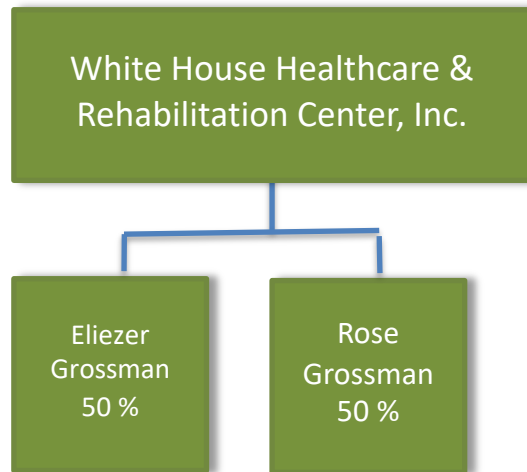 White House Healthcare &
Rehabilitation Center, Inc.
Eliezer
Grossman
50 %
Rose
Grossman
50 %